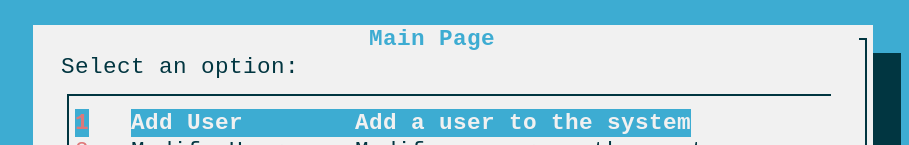 Main Page
Select an option:
1 Add User Add a user to the system